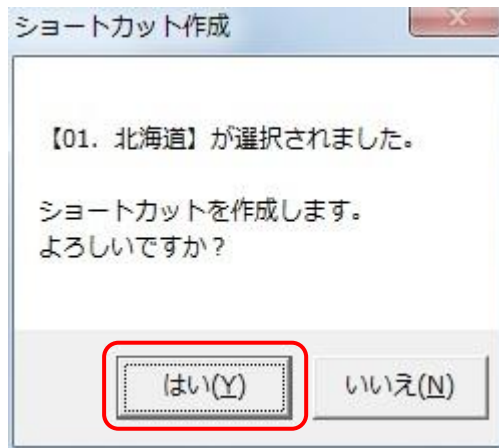 ショートカット作成
【01．北海道】が選択されました。
ショートカットを作成します。
よろしいですか？
はい(Y)
いいえ(N)